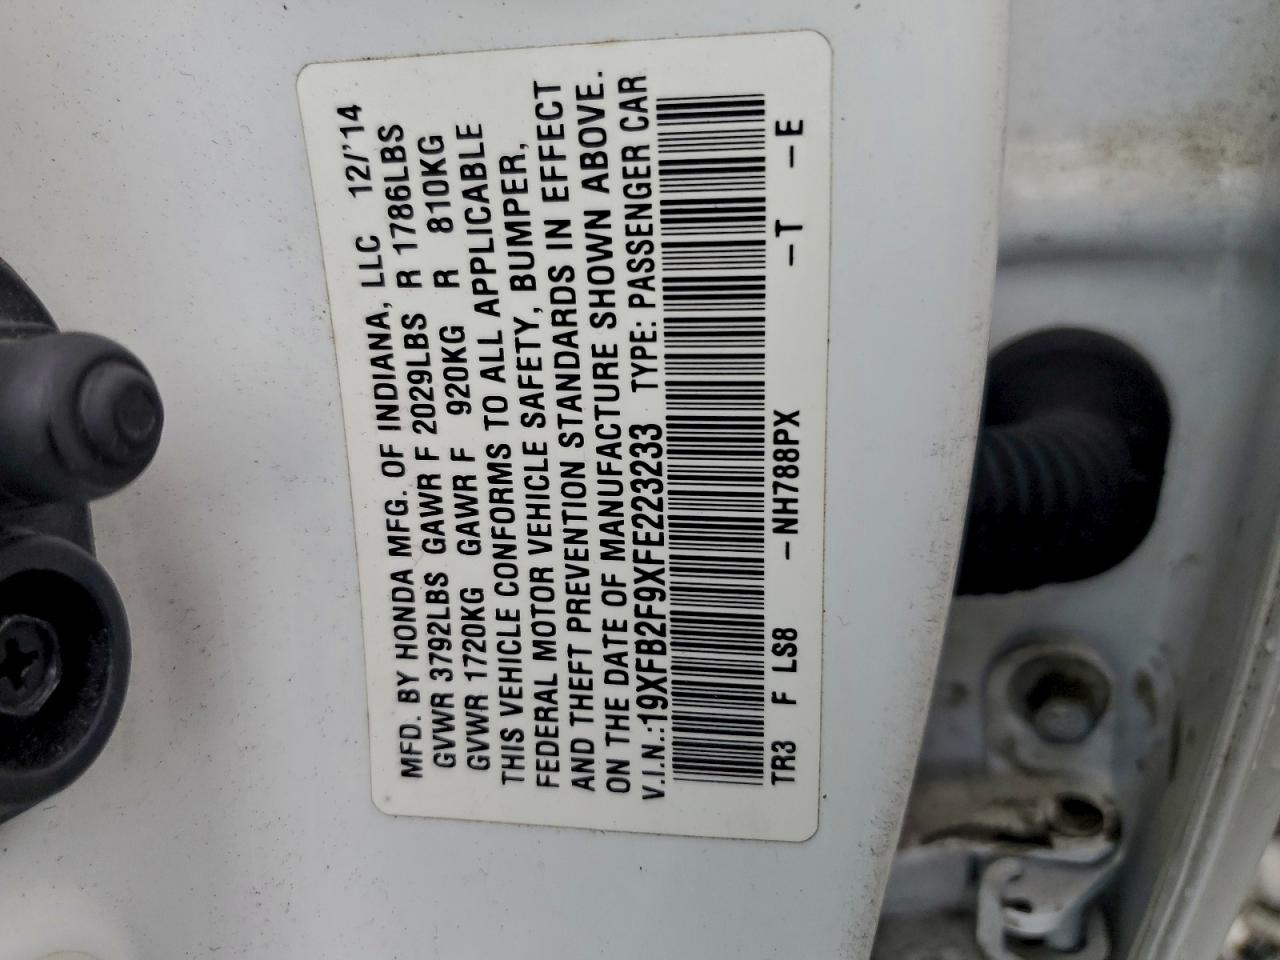 MFD. BY HONDA MFG. OF INDIANA, LLC 12/'14
GVWR 3792LBS GAWR F 2029LBS R 1786LBS
GVWR 1720KG GAWR F 920KG R 810KG
THIS VEHICLE CONFORMS TO ALL APPLICABLE
FEDERAL MOTOR VEHICLE SAFETY, BUMPER,
AND THEFT PREVENTION STANDARDS IN EFFECT
ON THE DATE OF MANUFACTURE SHOWN ABOVE.
V.I.N.:19XFB2F9XFE223233 TYPE: PASSENGER CAR
TR3 F LS8 -NH788PX -T -E